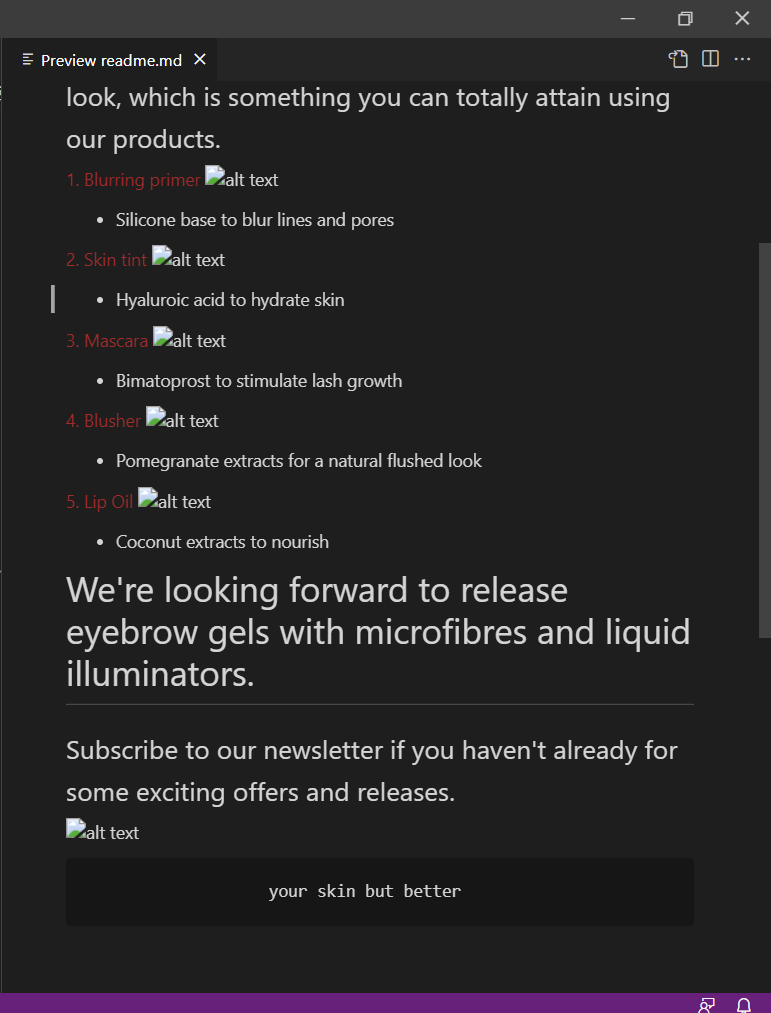 Preview readme.md
look, which is something you can totally attain using
our products.
1. Blurring primer alt text
• Silicone base to blur lines and pores
2. Skin tint alt text
• Hyaluroic acid to hydrate skin
3. Mascara alt text
• Bimatoprost to stimulate lash growth
4. Blusher alt text
• Pomegranate extracts for a natural flushed look
5. Lip Oil alt text
• Coconut extracts to nourish
We're looking forward to release
eyebrow gels with microfibres and liquid
illuminators.
Subscribe to our newsletter if you haven't already for
some exciting offers and releases.
alt text
your skin but better